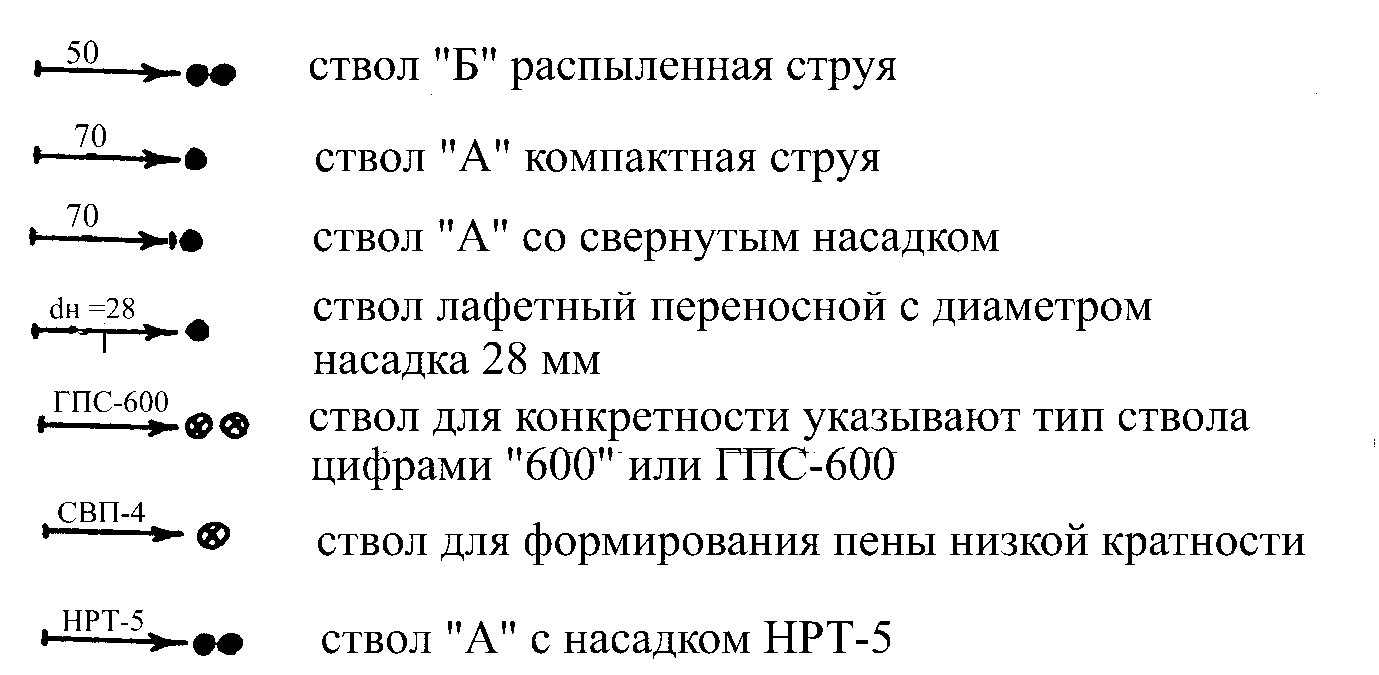 50
ствол "Б" распыленная струя
70
ствол "А" компактная струя
70
ствол "А" со свернутым насадком
dн =28
ствол лафетный переносной с диаметром
насадка 28 мм
ГПС-600
ствол для конкретности указывают тип ствола
цифрами "600" или ГПС-600
СВП-4
ствол для формирования пены низкой кратности
НРТ-5
ствол "А" с насадком НРТ-5